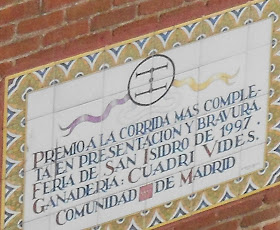 PREMIO A LA CORRIDA MAS COMPLE-
TA EN PRESENTACION Y BRAVURA.
FERIA DE SAN ISIDRO DE 1997.
GANADERIA: CUADRI VIDES.
COMUNIDAD DE MADRID